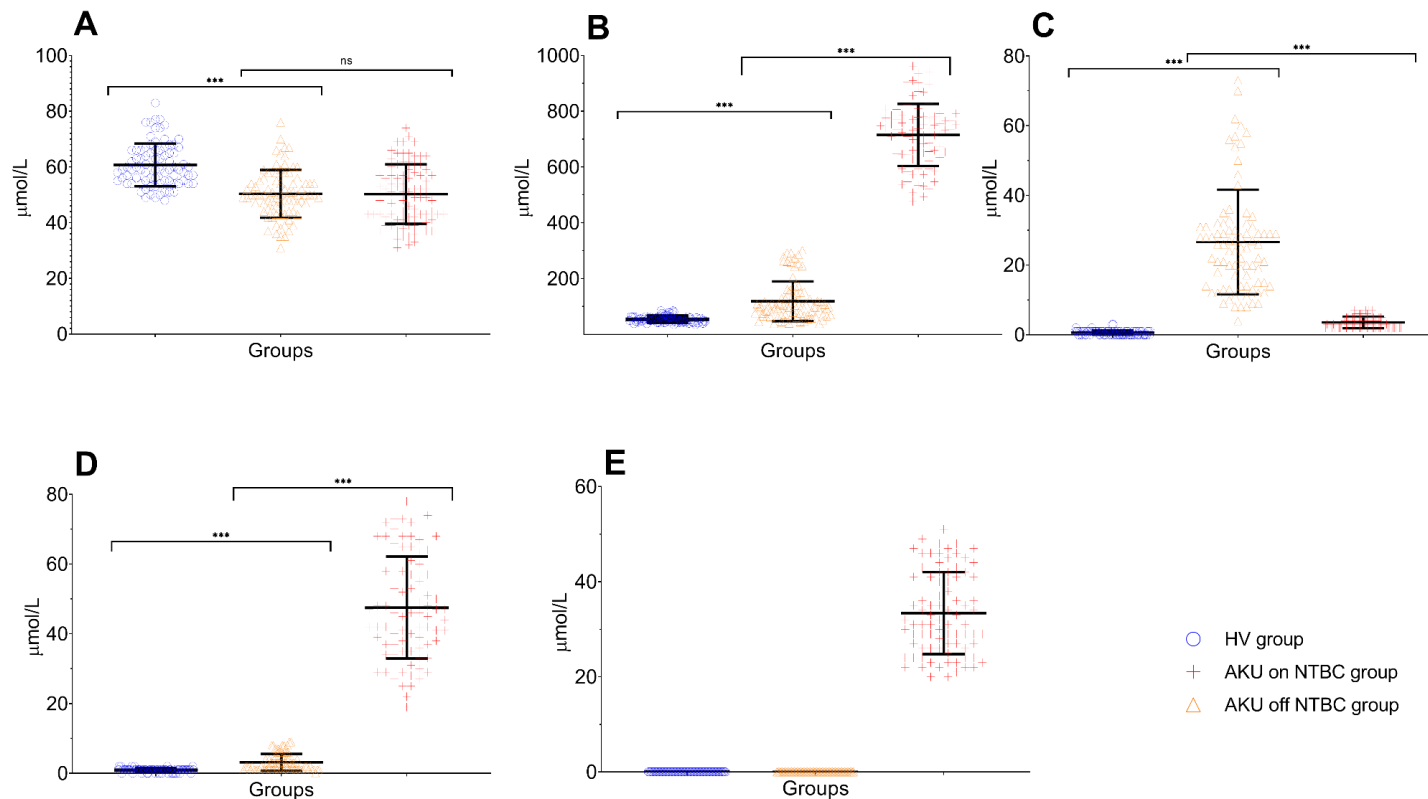 A
***
ns
100
80
60
40
20
0
μmol/L
Groups
B
***
***
1000
800
600
400
200
μmol/L
Groups
C
***
***
80
60
40
20
0
μmol/L
Groups
D
***
***
80
60
40
20
0
μmol/L
Groups
E
60
40
20
0
μmol/L
Groups
HV group
AKU on NTBC group
AKU off NTBC group